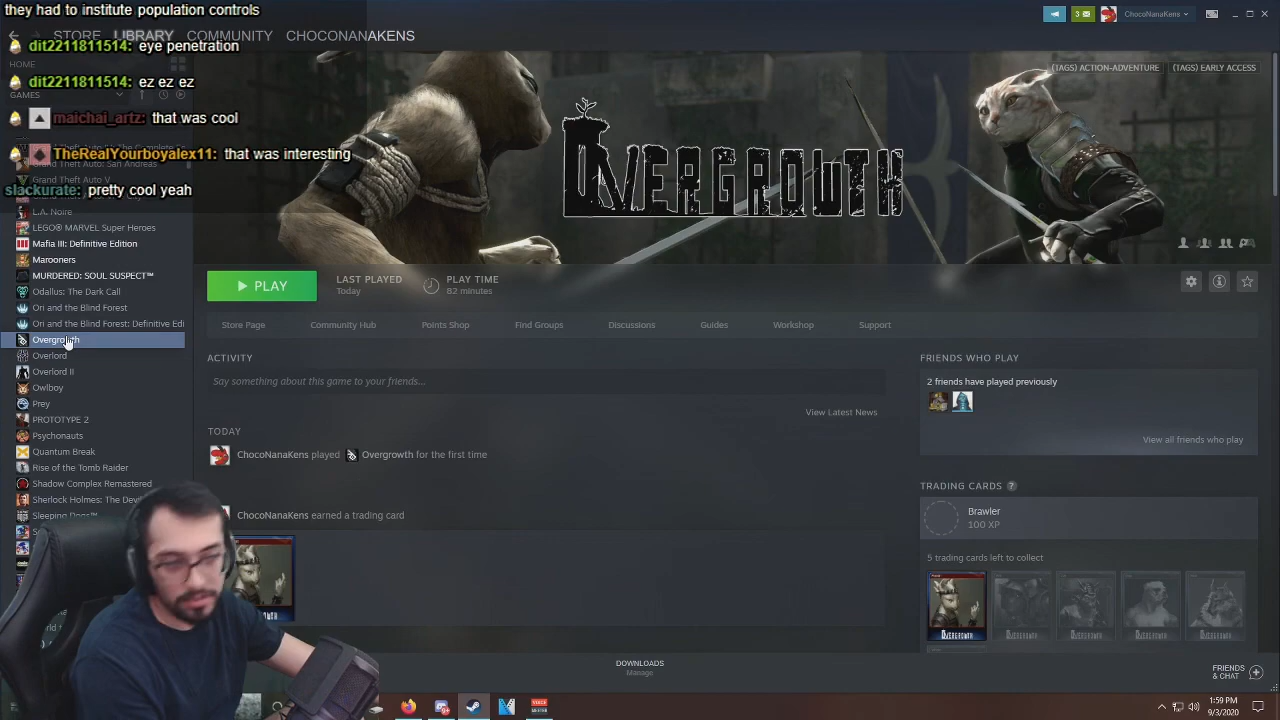 they had to institute population controls
dit2211811514: eye penetration
dit2211811514: ez ez ez
maichai_artz: that was cool
TheRealYourboyalex11: that was interesting
slackurate: pretty cool yeah
STORE LIBRARY COMMUNITY CHOCONANAKENS
3
ChocoNanaKens
HOME
GAMES
Grand Theft Auto: San Andreas
Grand Theft Auto V
L.A. Noire
LEGO® MARVEL Super Heroes
Mafia III: Definitive Edition
Marooners
MURDERED: SOUL SUSPECT™
Odallus: The Dark Call
Ori and the Blind Forest
Ori and the Blind Forest: Definitive Edi
Overgrowth
Overlord
Overlord II
Owlboy
Prey
PROTOTYPE 2
Psychonauts
Quantum Break
Rise of the Tomb Raider
Shadow Complex Remastered
Sherlock Holmes: The Devi
Sleeping Dogs™
(TAGS) ACTION-ADVENTURE (TAGS) EARLY ACCESS
OVERGROWTH
PLAY
LAST PLAYED
Today
PLAY TIME
82 minutes
Store Page Community Hub Points Shop Find Groups Discussions Guides Workshop Support
ACTIVITY
Say something about this game to your friends...
View Latest News
TODAY
ChocoNanaKens played Overgrowth for the first time
ChocoNanaKens earned a trading card
OVERGROWTH
FRIENDS WHO PLAY
2 friends have played previously
View all friends who play
TRADING CARDS ?
Brawler
100 XP
5 trading cards left to collect
OVERGROWTH OVERGROWTH OVERGROWTH OVERGROWTH OVERGROWTH
DOWNLOADS
Manage
FRIENDS
& CHAT
1:59 PM
9/3/2020